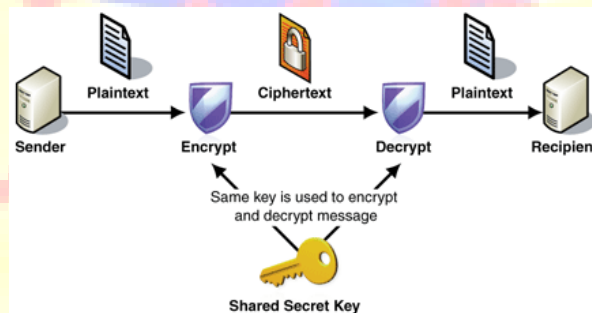 Plaintext
Ciphertext
Plaintext
Sender
Encrypt
Decrypt
Recipien
Same key is used to encrypt
and decrypt message
Shared Secret Key